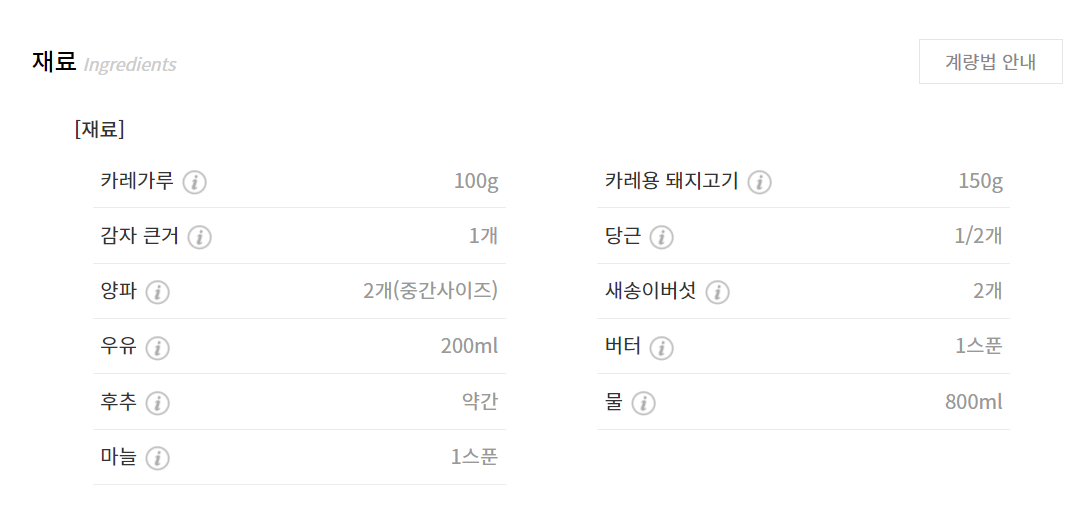 재료 Ingredients
계량법 안내
[재료]
카레가루 100g
카레용 돼지고기 150g
감자 큰거 1개
당근 1/2개
양파 2개(중간사이즈)
새송이버섯 2개
우유 200ml
버터 1스푼
후추 약간
물 800ml
마늘 1스푼